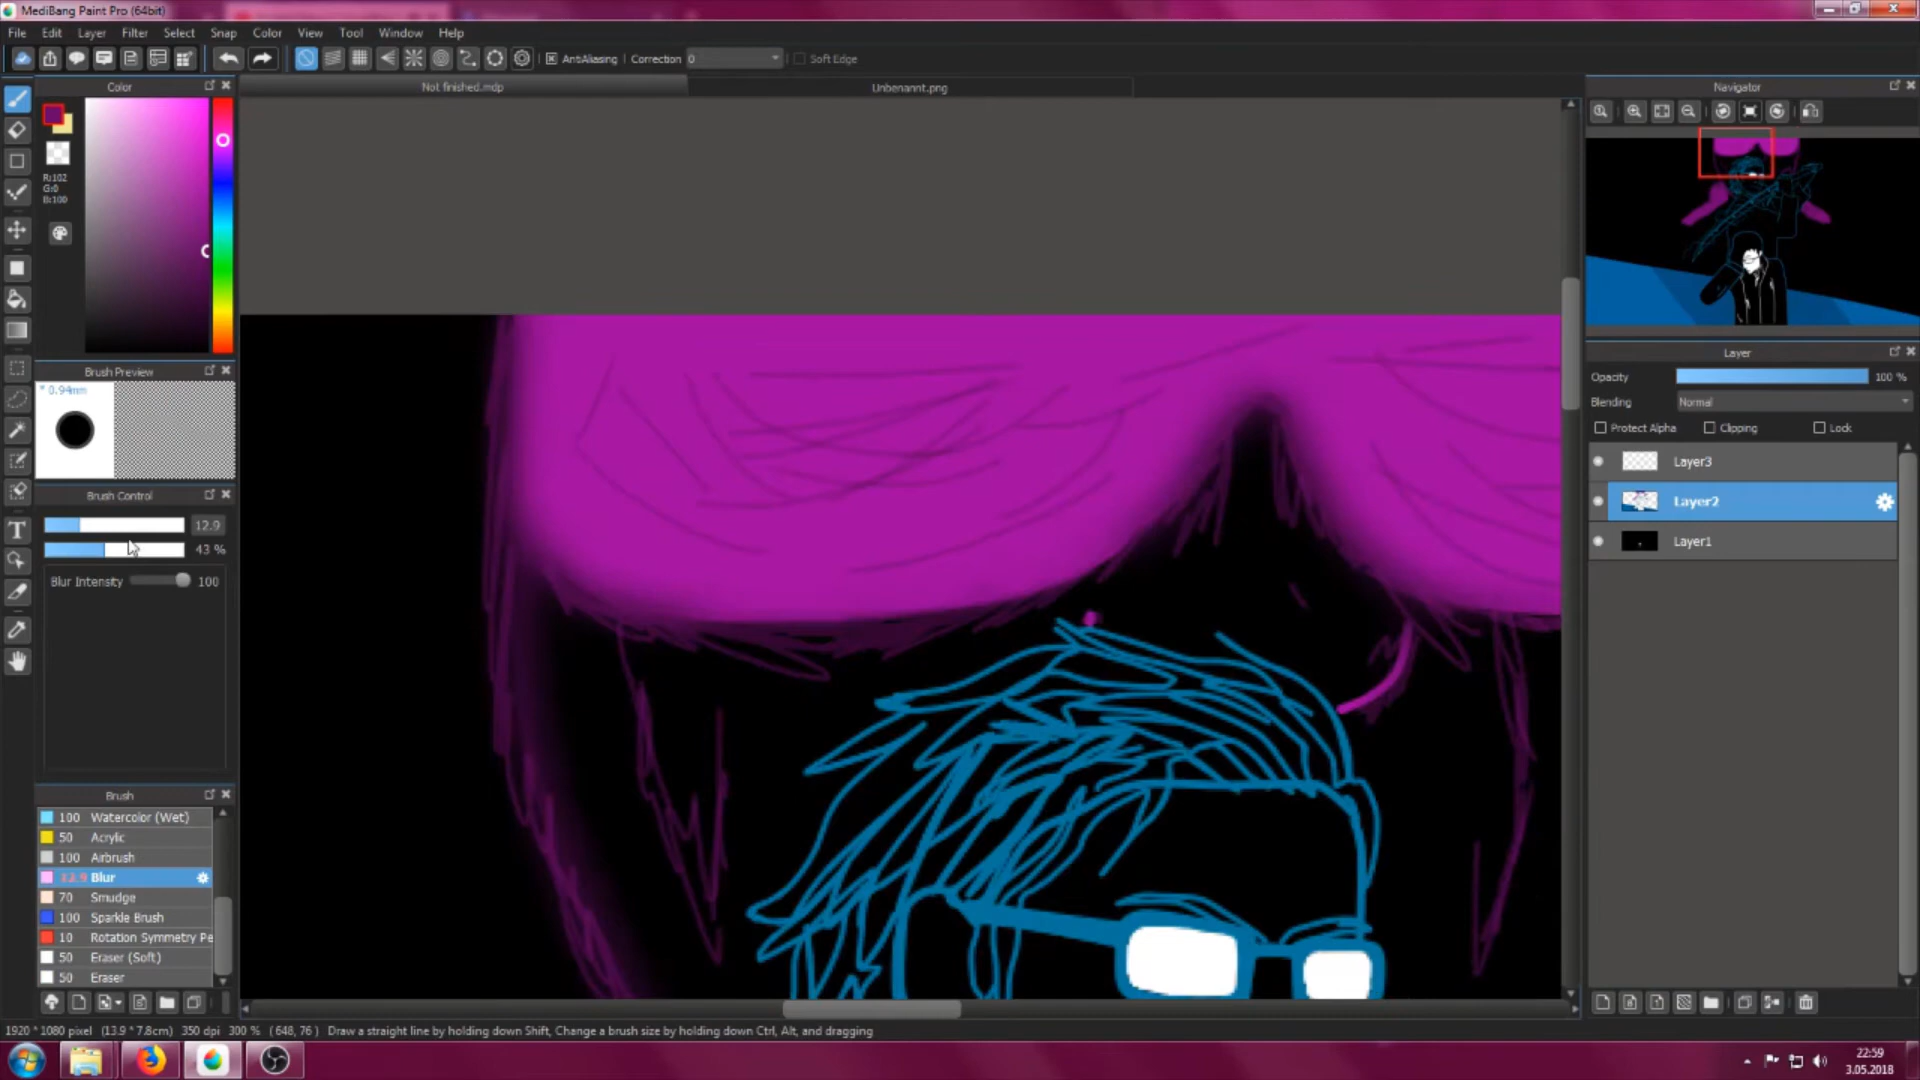 MediBang Paint Pro (64bit)
File Edit Layer Filter Select Snap Color View Tool Window Help
AntiAliasing Correction 0 Soft Edge
Color
Not finished.mdp
Unbenannt.png
Navigator
R:102
G:0
B:100
Layer
Brush Preview
* 0.94mm
Opacity 100 %
Blending Normal
Protect Alpha Clipping Lock
Layer3
Layer2
Layer1
Brush Control
12.9
43 %
Blur Intensity 100
Brush
100 Watercolor (Wet)
50 Acrylic
100 Airbrush
12.9 Blur
70 Smudge
100 Sparkle Brush
10 Rotation Symmetry Pe
50 Eraser (Soft)
50 Eraser
T
1920 * 1080 pixel (13.9 * 7.8cm) 350 dpi 300 % ( 648, 76 ) Draw a straight line by holding down Shift, Change a brush size by holding down Ctrl, Alt, and dragging
22:59
3.05.2018